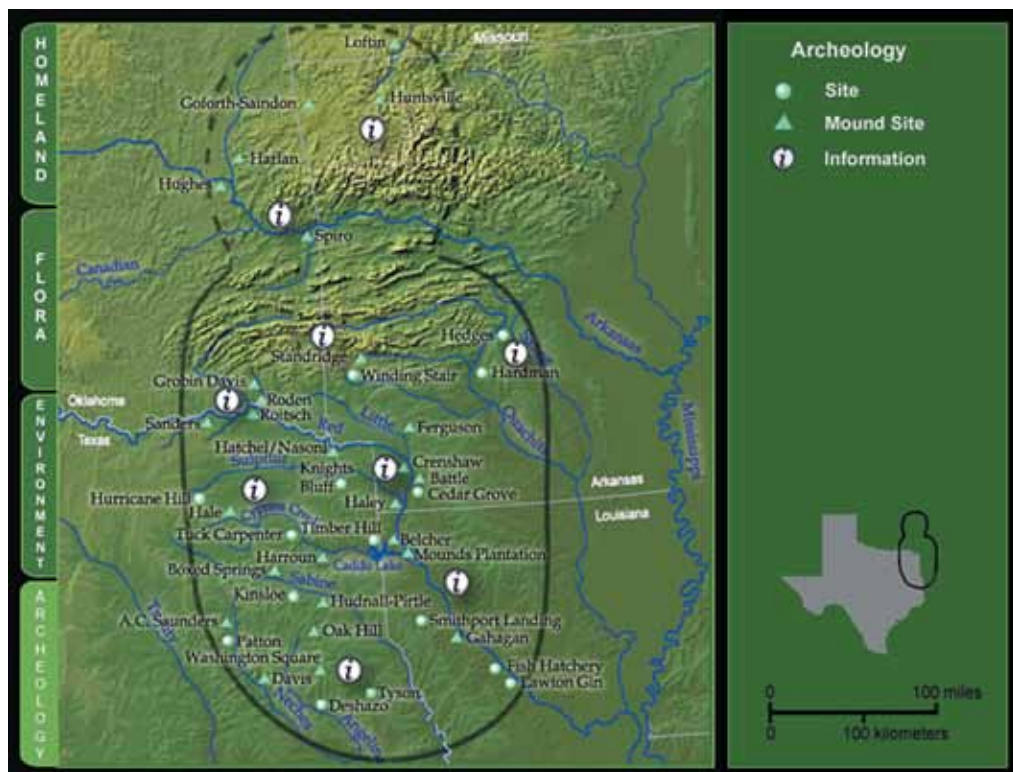 HOMELAND
FLORA
ENVIRONMENT
ARCHEOLOGY
Loftin
Missouri
Goforth-Saindon
Huntsville
i
Harlan
Hughes
i
Spiro
Canadian
Arkansas
Hedges
i
Standridge
i
Winding Stair
Hardman
Grobin Davis
i
Roden
Oklahoma
Roitsch
Little
Ouachita
Mississippi
Sanders
Red
Ferguson
Texas
Hatchel/Nasoni
Sulphur
Knights
Bluff
i
Crenshaw
Battle
Cedar Grove
Arkansas
Hurricane Hill
i
Haley
Louisiana
Hale
Cypress Creek
Tuck Carpenter
Timber Hill
Belcher
Harroun
Caddo Lake
Mounds Plantation
Boxed Springs
Sabine
i
Kinsloe
Hudnall-Pirtle
Trinity
A.C. Saunders
Smithport Landing
Oak Hill
Gahagan
Patton
Washington Square
i
Fish Hatchery
Davis
Lawton Gin
Tyson
Neches
Deshazo
Angelina
Archeology
Site
Mound Site
i Information
0 100 miles
0 100 kilometers